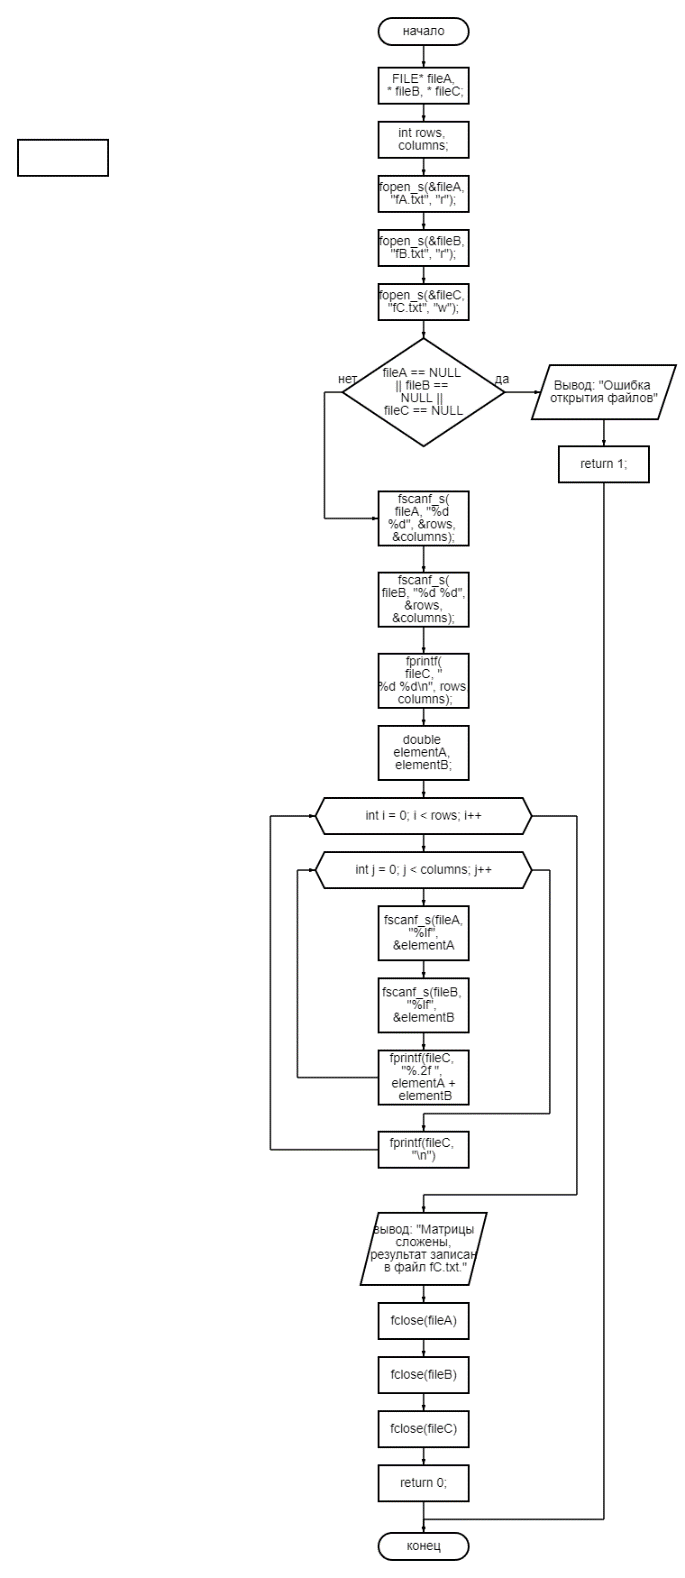 начало
FILE* fileA,
* fileB, * fileC;
int rows,
columns;
fopen_s(&fileA,
"fA.txt", "r");
fopen_s(&fileB,
"fB.txt", "r");
fopen_s(&fileC,
"fC.txt", "w");
нет
fileA == NULL
|| fileB ==
NULL ||
fileC == NULL
да
Вывод: "Ошибка
открытия файлов"
return 1;
fscanf_s(
fileA, "%d
%d", &rows,
&columns);
fscanf_s(
fileB, "%d %d",
&rows,
&columns);
fprintf(
fileC, "
%d %d\n", rows,
columns);
double
elementA,
elementB;
int i = 0; i < rows; i++
int j = 0; j < columns; j++
fscanf_s(fileA,
"%lf",
&elementA
fscanf_s(fileB,
"%lf",
&elementB
fprintf(fileC,
"%.2f ",
elementA +
elementB
fprintf(fileC,
"\n")
вывод: "Матрицы
сложены,
результат записан
в файл fC.txt."
fclose(fileA)
fclose(fileB)
fclose(fileC)
return 0;
конец